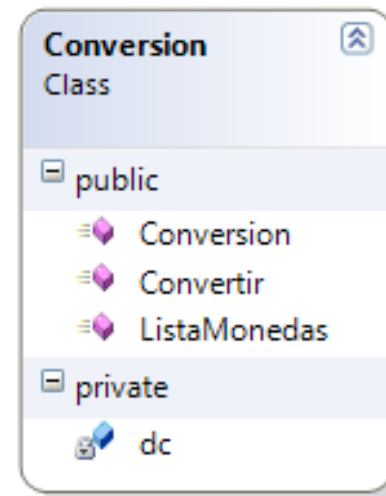 Conversion
Class
public
Conversion
Convertir
ListaMonedas
private
dc